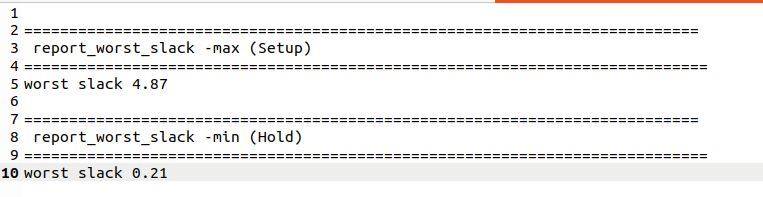 1
2 ===========================================================================
3  report_worst_slack -max (Setup)
4 ============================================================================
5 worst slack 4.87
6
7 ===========================================================================
8  report_worst_slack -min (Hold)
9 ============================================================================
10 worst slack 0.21